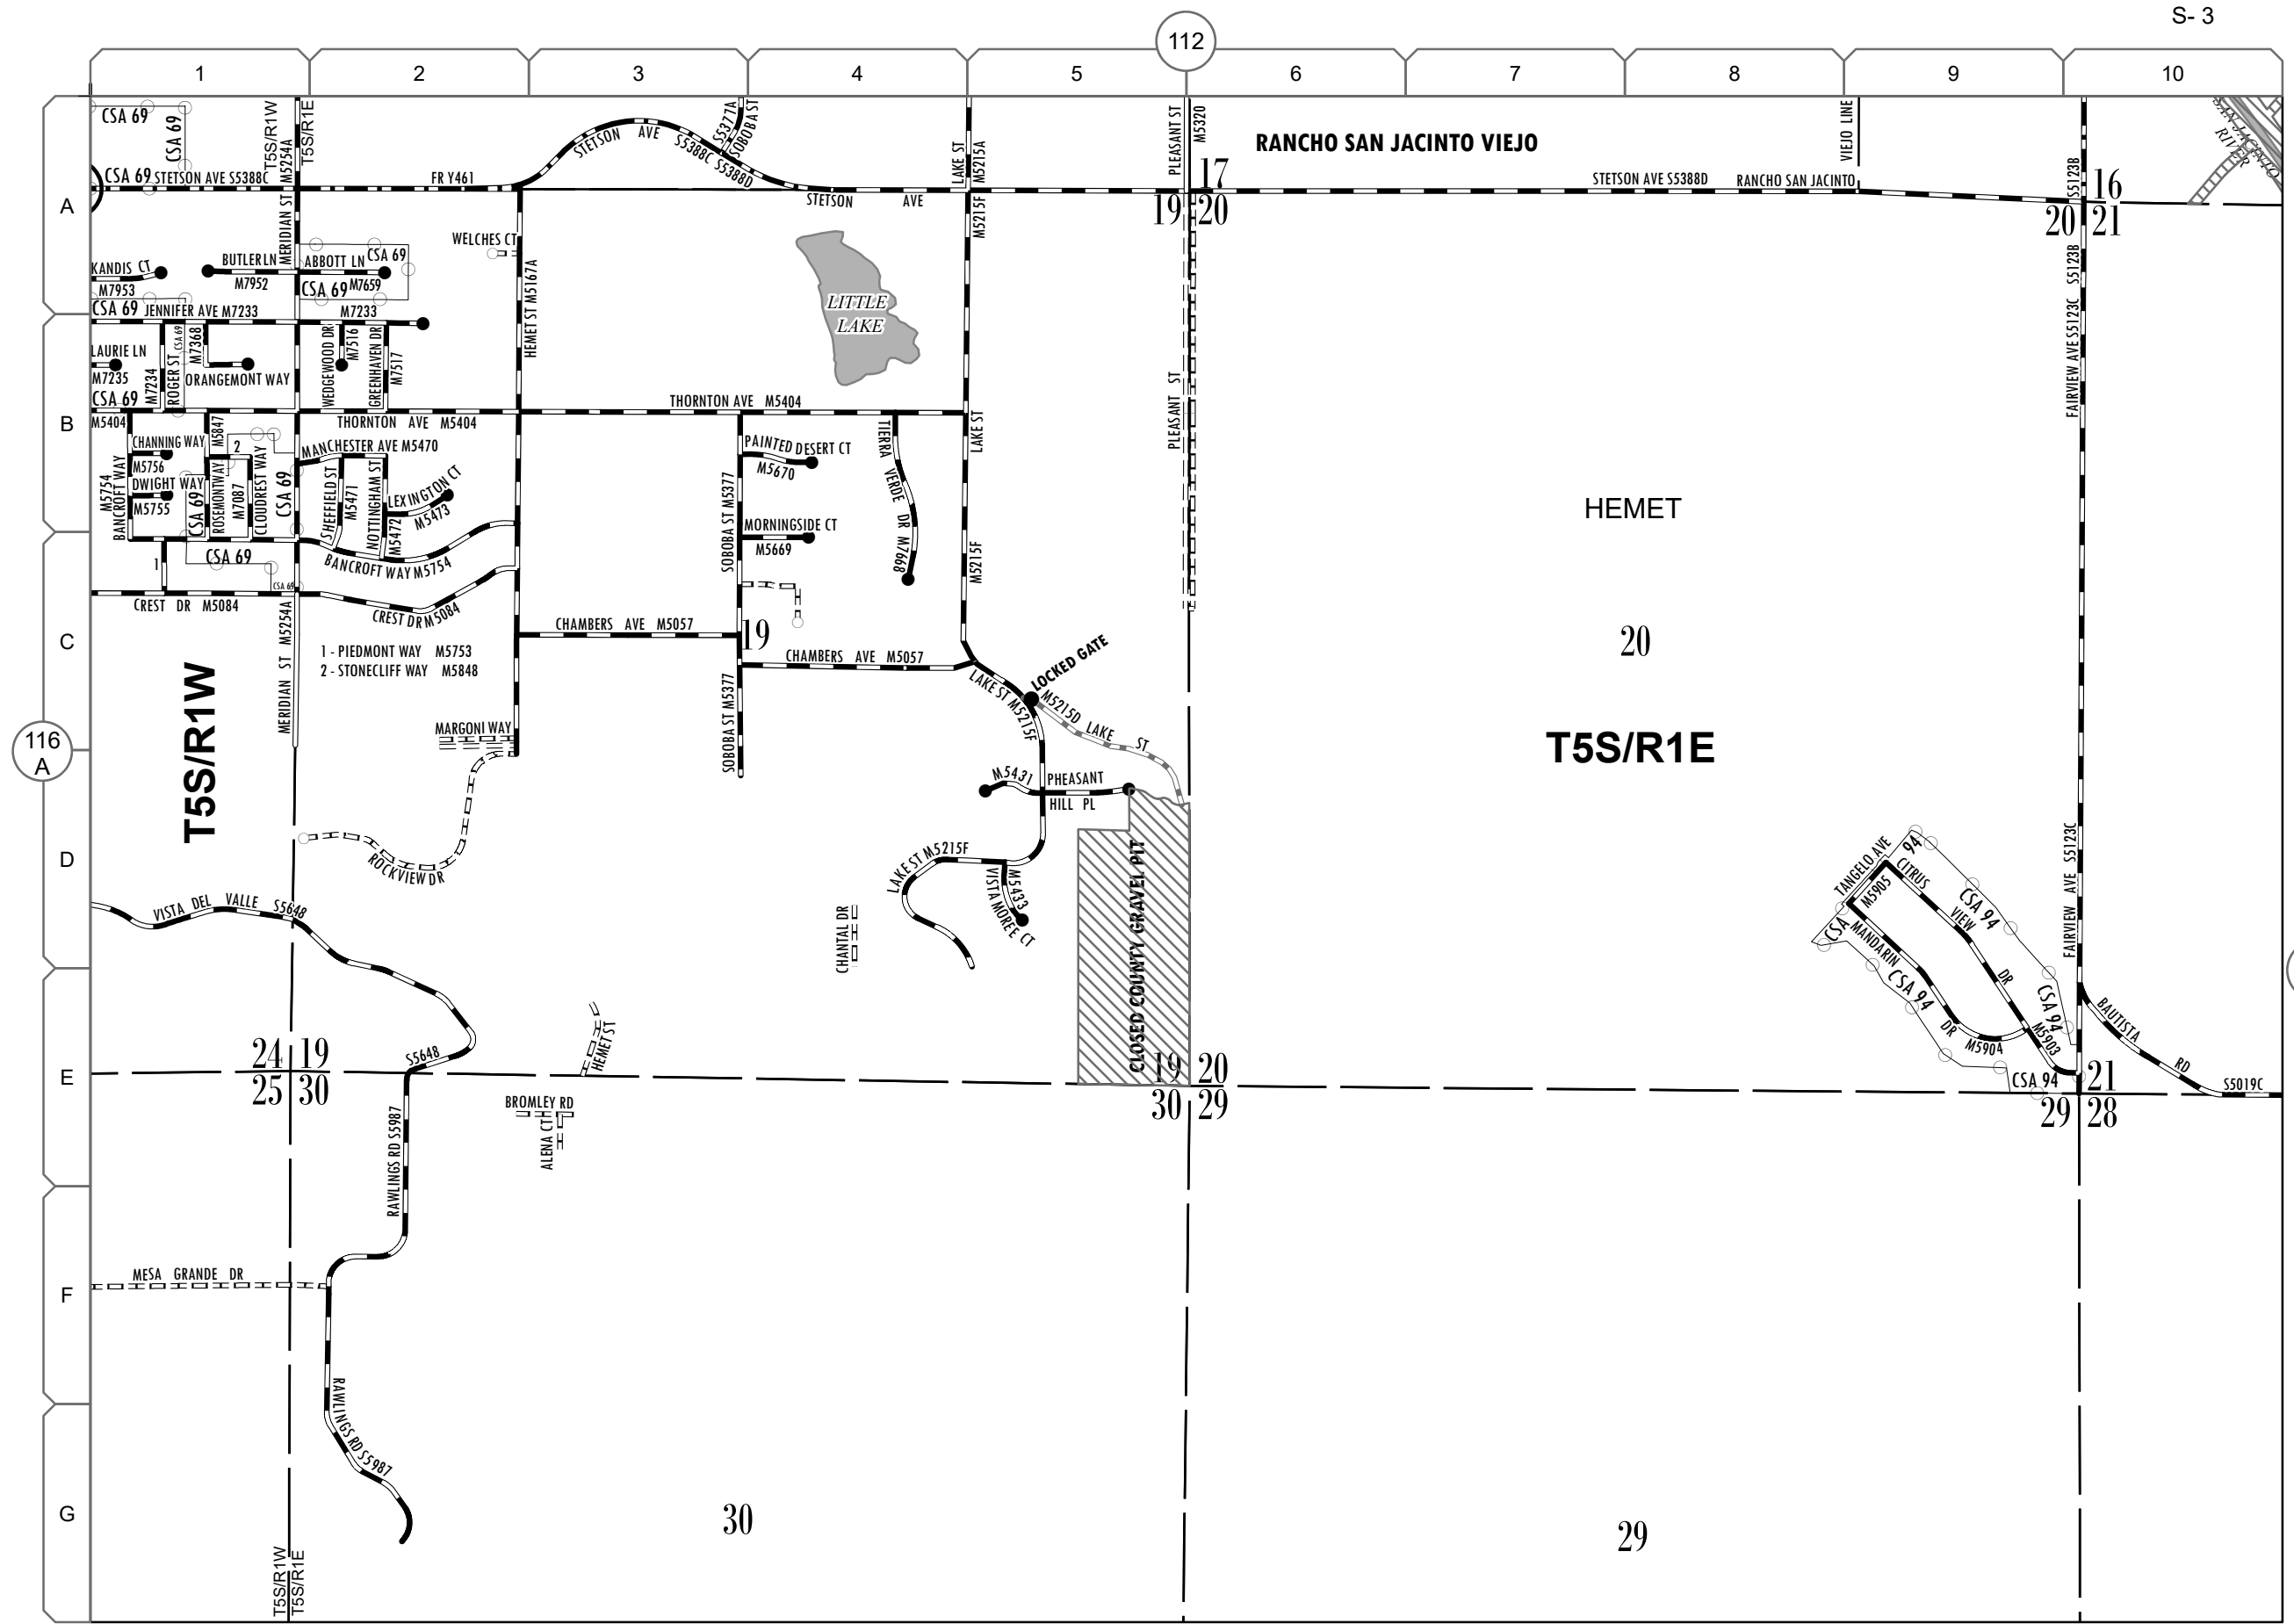 S- 3
112
1 2 3 4 5 6 7 8 9 10
A
B
C
D
E
F
G
116
A
CSA 69
CSA 69
T5S/R1W
T5S/R1E
M5254A
CSA 69 STETSON AVE S5388C
FR Y461
STETSON AVE S5388C S5388D
S5377A
SOBOBA ST
LAKE ST
M5215A
PLEASANT ST
M5320
RANCHO SAN JACINTO VIEJO
VIEJO LINE
SAN JACINTO
RIVER
STETSON AVE
STETSON AVE S5388D
RANCHO SAN JACINTO
17
19 20
S5123B
16
20 21
MERIDIAN ST
WELCHES CT
KANDIS CT
M7953
BUTLER LN
M7952
ABBOTT LN
CSA 69
CSA 69 M7659
HEMET ST M5167A
LITTLE
LAKE
M5215F
S5123B
FAIRVIEW AVE S5123C
CSA 69 JENNIFER AVE M7233
M7233
LAURIE LN
M7235
M7234
ROGER ST
CSA 69
M7368
ORANGEMONT WAY
WEDGEWOOD DR
M7516
GREENHAVEN DR
M7517
CSA 69
M5404
THORNTON AVE M5404
THORNTON AVE M5404
LAKE ST
PLEASANT ST
CHANNING WAY
M5756
DWIGHT WAY
M5755
M5754
BANCROFT WAY
M5847
ROSEMONT WAY
CSA 69
2
M7087
CLOUDREST WAY
CSA 69
MANCHESTER AVE M5470
SHEFFIELD ST
M5471
NOTTINGHAM ST
M5472
LEXINGTON CT
M5473
BANCROFT WAY M5754
CSA 69
1
CSA 69
CREST DR M5084
CREST DR M5084
PAINTED DESERT CT
M5670
SOBOBA ST M5377
MORNINGSIDE CT
M5669
TIERRA VERDE DR M7668
M5215F
HEMET
20
T5S/R1E
CHAMBERS AVE M5057
19
CHAMBERS AVE M5057
1 - PIEDMONT WAY M5753
2 - STONECLIFF WAY M5848
MERIDIAN ST M5254A
T5S/R1W
SOBOBA ST M5377
LOCKED GATE
LAKE ST M5215F
M5215D LAKE ST
MARGONI WAY
M5431 PHEASANT
HILL PL
ROCKVIEW DR
LAKE ST M5215F
M5433
VISTA MOREE CT
CLOSED COUNTY GRAVEL PIT
CHANTAL DR
VISTA DEL VALLE S5648
TANGELO AVE
M5905
CSA 94
CITRUS VIEW DR
M5903
MANDARIN DR
M5904
CSA 94
CSA 94
CSA 94
CSA 94
FAIRVIEW AVE S5123C
BAUTISTA RD
S5019C
S5648
HEMET ST
24 19
25 30
19 20
30 29
21
29 28
BROMLEY RD
ALENA CT
RAWLINGS RD S5987
MESA GRANDE DR
RAWLINGS RD S5987
30
29
T5S/R1W
T5S/R1E